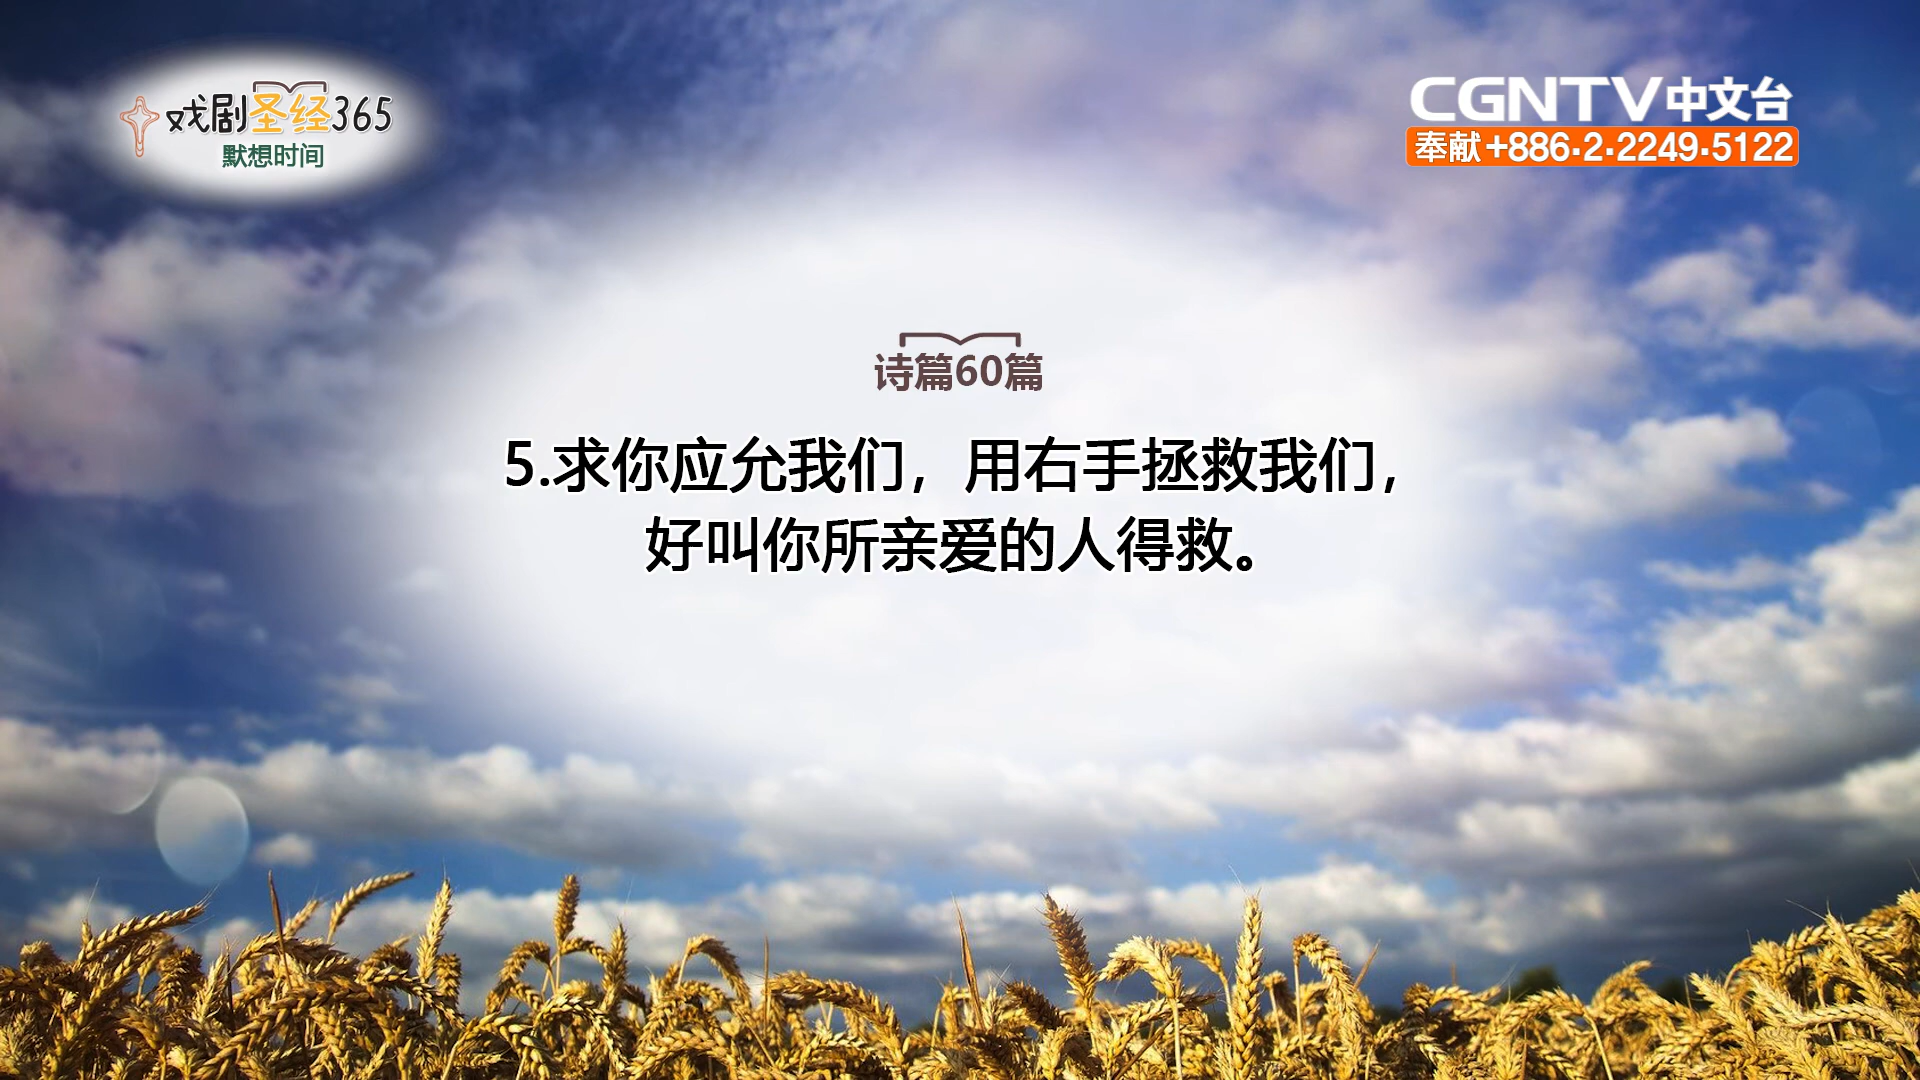 戏剧圣经365
默想时间
CGNTV中文台
奉献+886·2·2249·5122
诗篇60篇
5.求你应允我们，用右手拯救我们，
好叫你所亲爱的人得救。